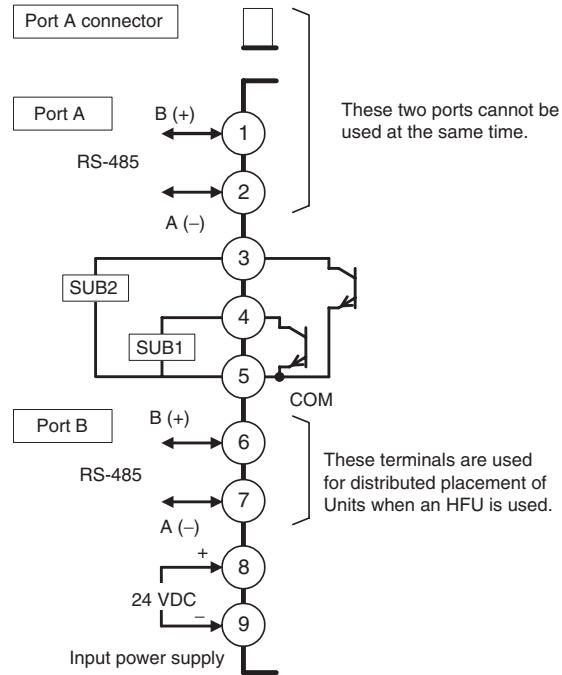 Port A connector
Port A
B (+)
RS-485
A (−)
1
2
These two ports cannot be
used at the same time.
3
SUB2
4
SUB1
5
COM
Port B
B (+)
RS-485
A (−)
6
7
These terminals are used
for distributed placement of
Units when an HFU is used.
+
8
24 VDC
−
9
Input power supply